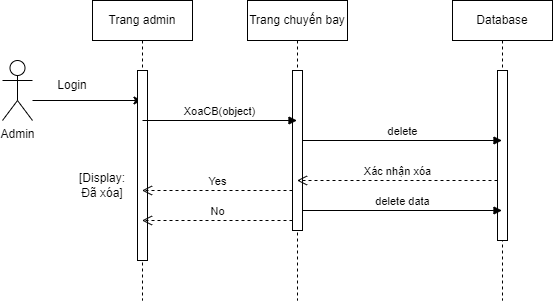 Trang admin
Trang chuyến bay
Database
Login
Admin
XoaCB(object)
delete
Xác nhận xóa
[Display:
Đã xóa]
Yes
delete data
No